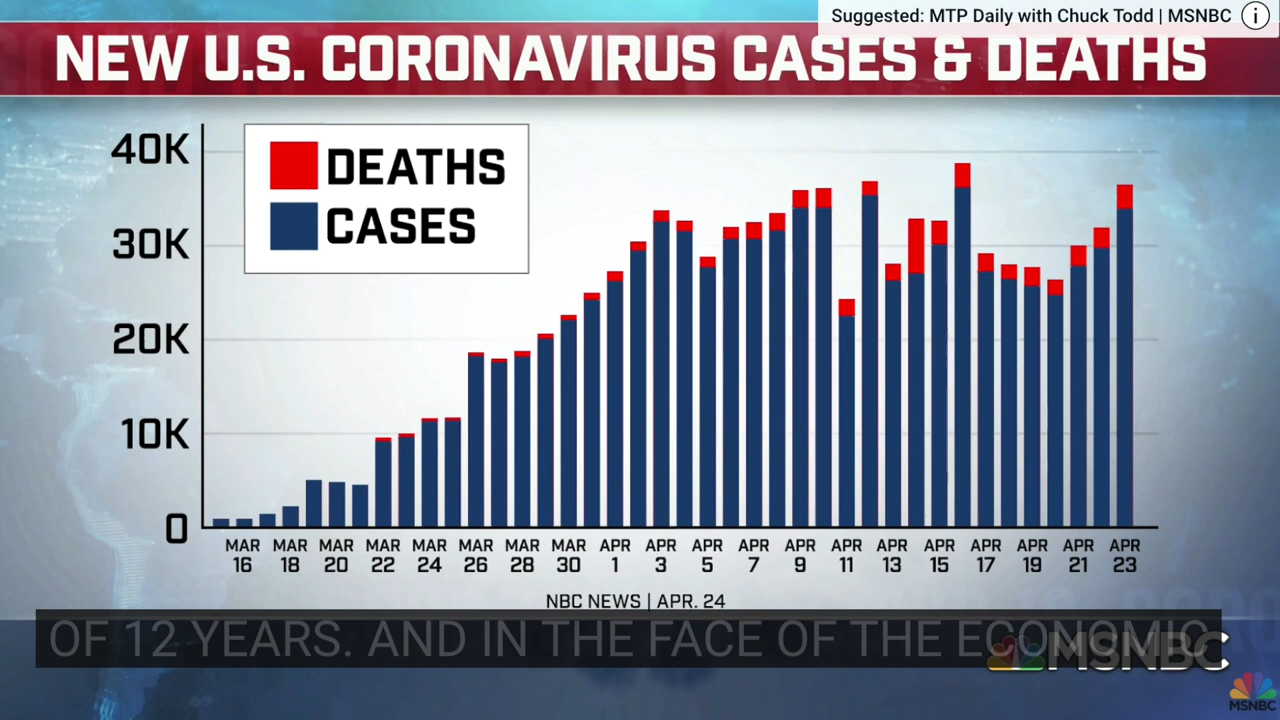 Suggested: MTP Daily with Chuck Todd | MSNBC i
NEW U.S. CORONAVIRUS CASES & DEATHS
DEATHS
CASES
40K
30K
20K
10K
0
MAR 16 MAR 18 MAR 20 MAR 22 MAR 24 MAR 26 MAR 28 MAR 30 APR 1 APR 3 APR 5 APR 7 APR 9 APR 11 APR 13 APR 15 APR 17 APR 19 APR 21 APR 23
NBC NEWS | APR. 24
OF 12 YEARS. AND IN THE FACE OF THE ECONOMIC
MSNBC
MSNBC